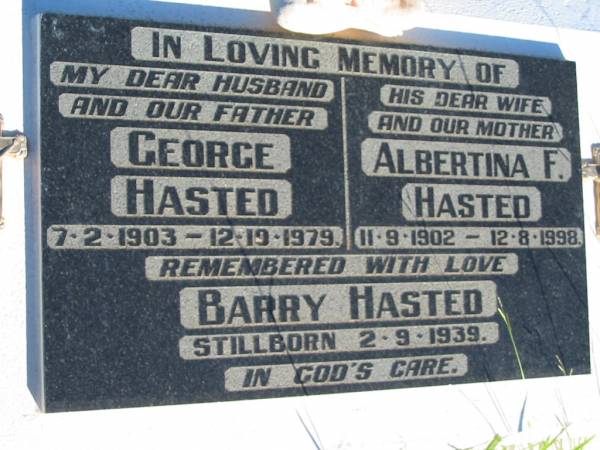 IN LOVING MEMORY OF
MY DEAR HUSBAND
AND OUR FATHER
GEORGE
HASTED
7·2·1903 – 12·10·1979.
HIS DEAR WIFE
AND OUR MOTHER
ALBERTINA F.
HASTED
11·9·1902 – 12·8·1998.
REMEMBERED WITH LOVE
BARRY HASTED
STILLBORN 2·9·1939.
IN GOD'S CARE.